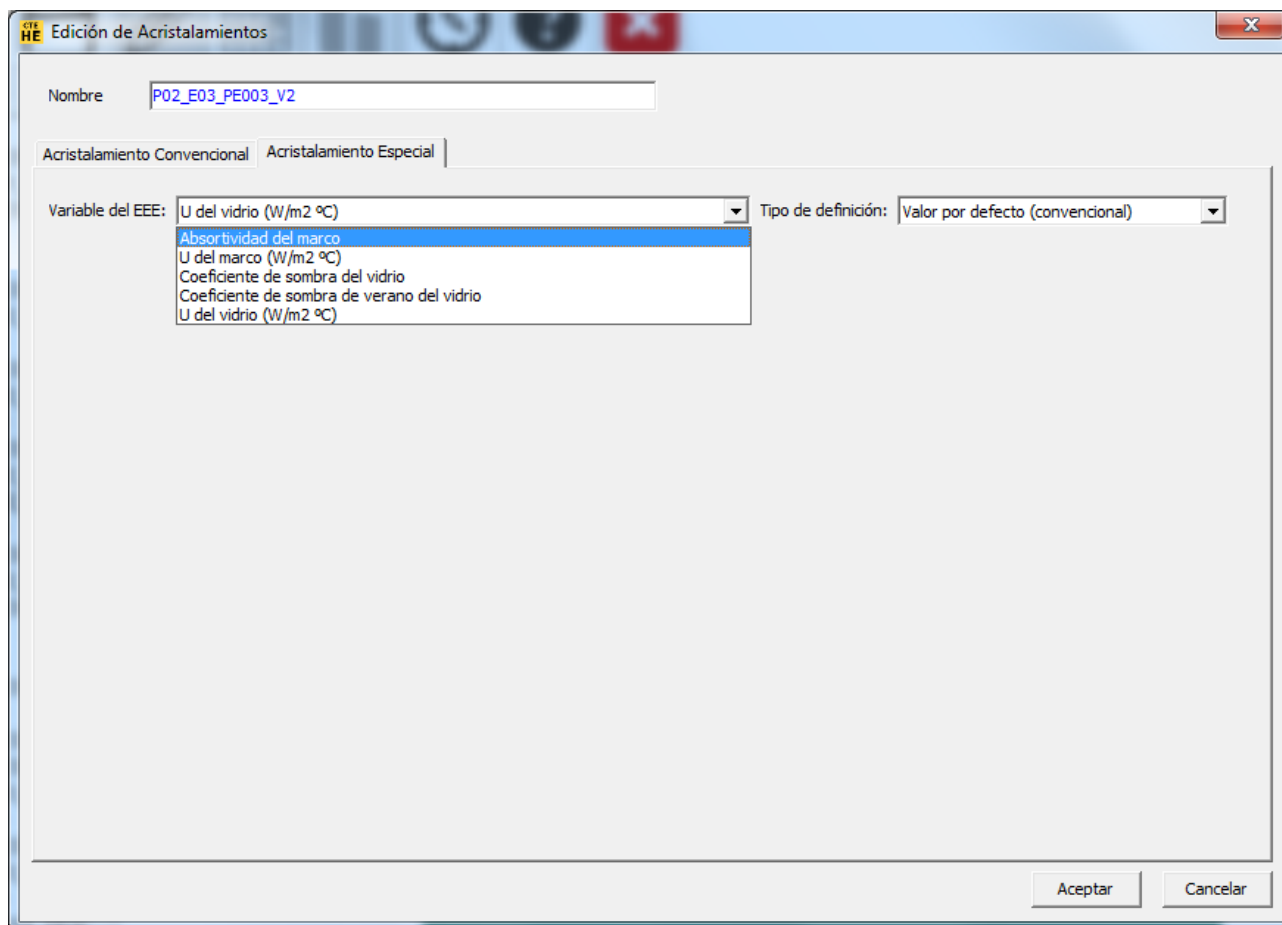 CTE HE Edición de Acristalamientos
Nombre P02_E03_PE003_V2
Acristalamiento Convencional Acristalamiento Especial
Variable del EEE: U del vidrio (W/m2 ºC) Tipo de definición: Valor por defecto (convencional)
Absortividad del marco
U del marco (W/m2 ºC)
Coeficiente de sombra del vidrio
Coeficiente de sombra de verano del vidrio
U del vidrio (W/m2 ºC)
Aceptar Cancelar